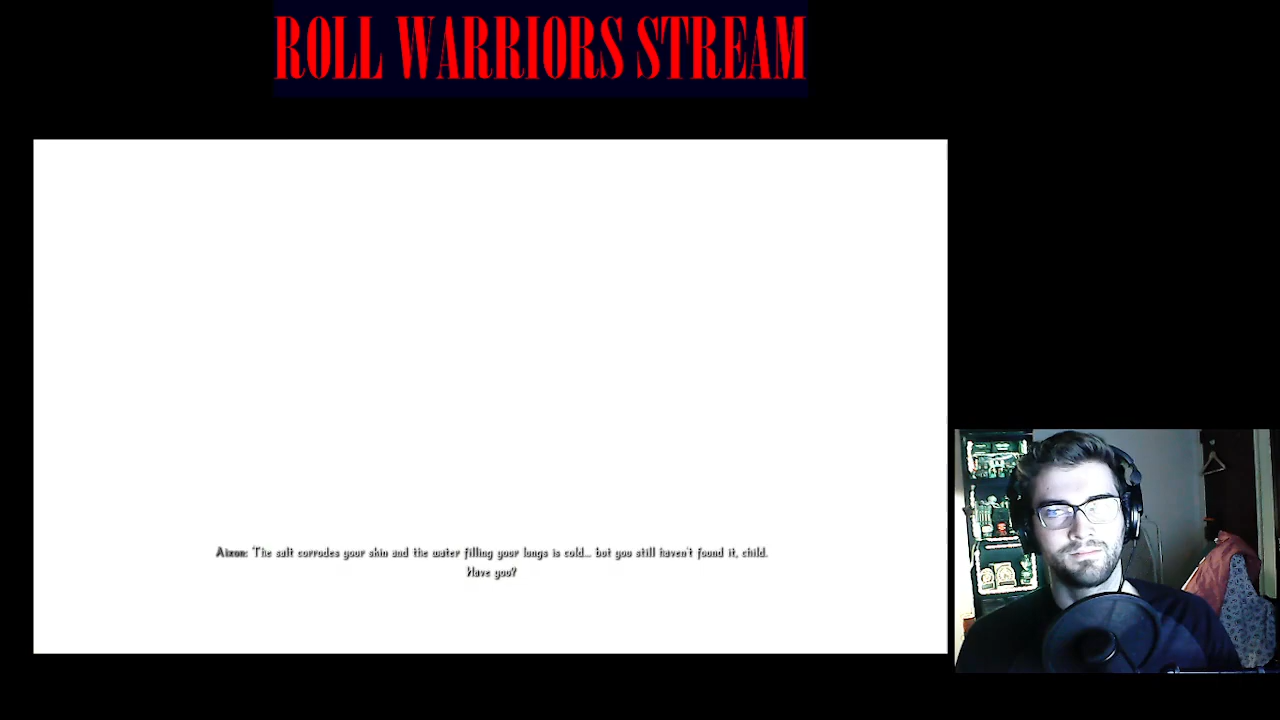 ROLL WARRIORS STREAM
Aixon: The salt corrodes your skin and the water filling your lungs is cold... but you still haven't found it, child.
Have you?